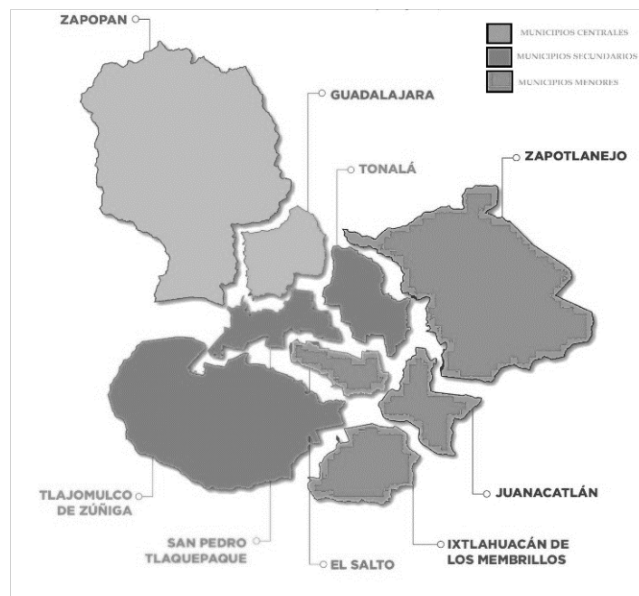 ZAPOPAN
MUNICIPIOS CENTRALES
MUNICIPIOS SECUNDARIOS
MUNICIPIOS MENORES
GUADALAJARA
TONALÁ
ZAPOTLANEJO
TLAJOMULCO
DE ZÚÑIGA
SAN PEDRO
TLAQUEPAQUE
EL SALTO
JUANACATLÁN
IXTLAHUACÁN DE
LOS MEMBRILLOS